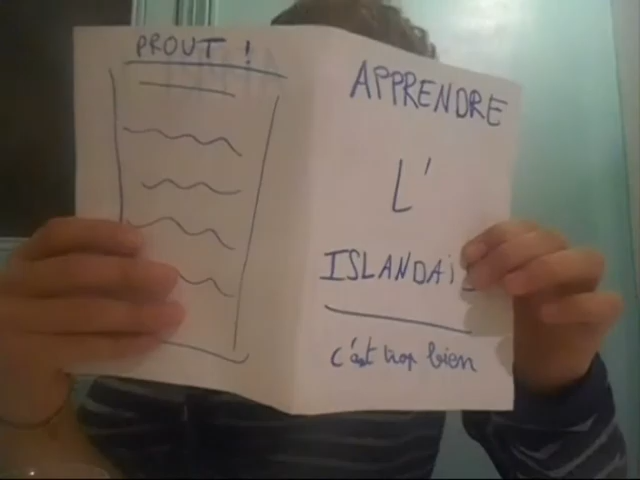 PROUT !
APPRENDRE
L'
ISLANDAIS
c'est trop bien